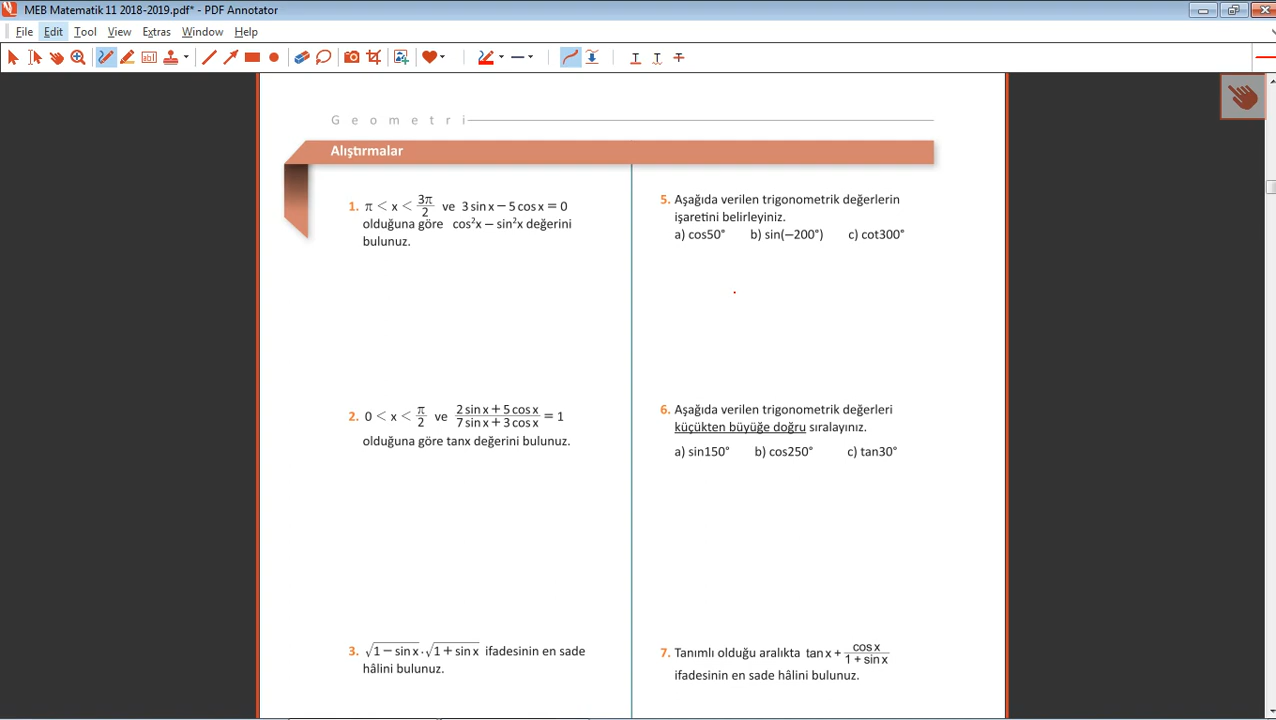 MEB Matematik 11 2018-2019.pdf* - PDF Annotator
File Edit Tool View Extras Window Help
Geometri
Alıştırmalar
1. π < x < 3π/2 ve 3 sin x − 5 cos x = 0
olduğuna göre cos²x − sin²x değerini
bulunuz.
2. 0 < x < π/2 ve (2 sin x + 5 cos x)/(7 sin x + 3 cos x) = 1
olduğuna göre tanx değerini bulunuz.
3. √(1 − sin x) · √(1 + sin x) ifadesinin en sade
hâlini bulunuz.
5. Aşağıda verilen trigonometrik değerlerin
işaretini belirleyiniz.
a) cos50° b) sin(−200°) c) cot300°
6. Aşağıda verilen trigonometrik değerleri
küçükten büyüğe doğru sıralayınız.
a) sin150° b) cos250° c) tan30°
7. Tanımlı olduğu aralıkta tan x + cos x/(1 + sin x)
ifadesinin en sade hâlini bulunuz.